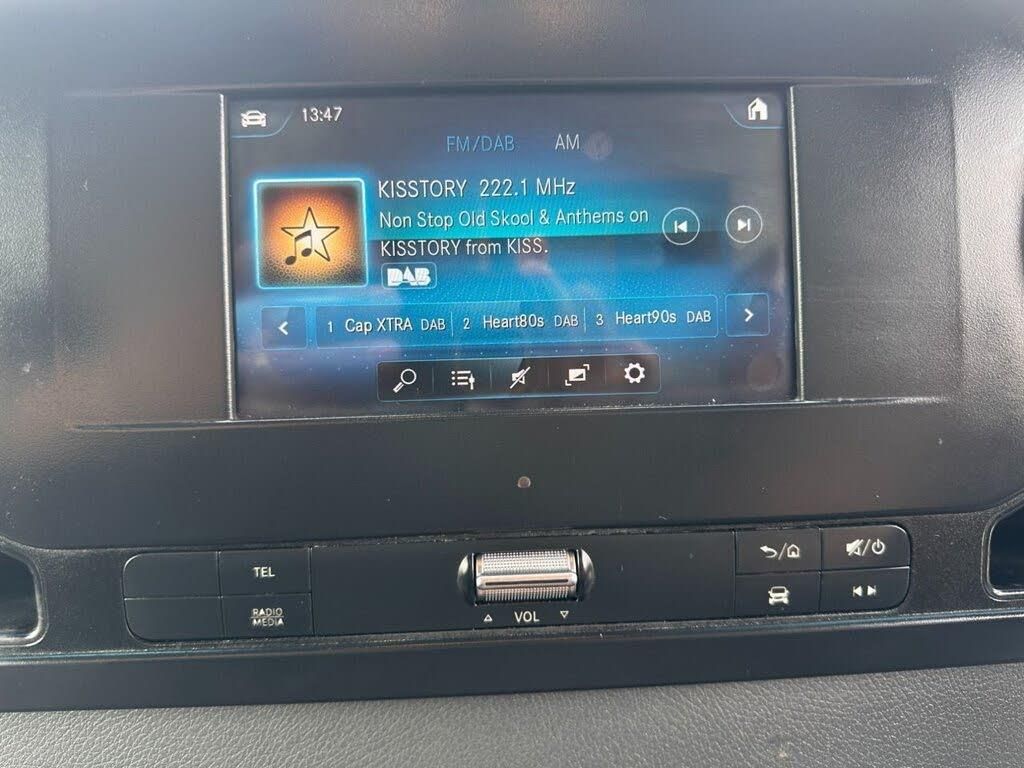 13:47
FM/DAB AM
KISSTORY 222.1 MHz
Non Stop Old Skool & Anthems on
KISSTORY from KISS.
DAB
1 Cap XTRA DAB 2 Heart80s DAB 3 Heart90s DAB
TEL
RADIO
MEDIA
VOL